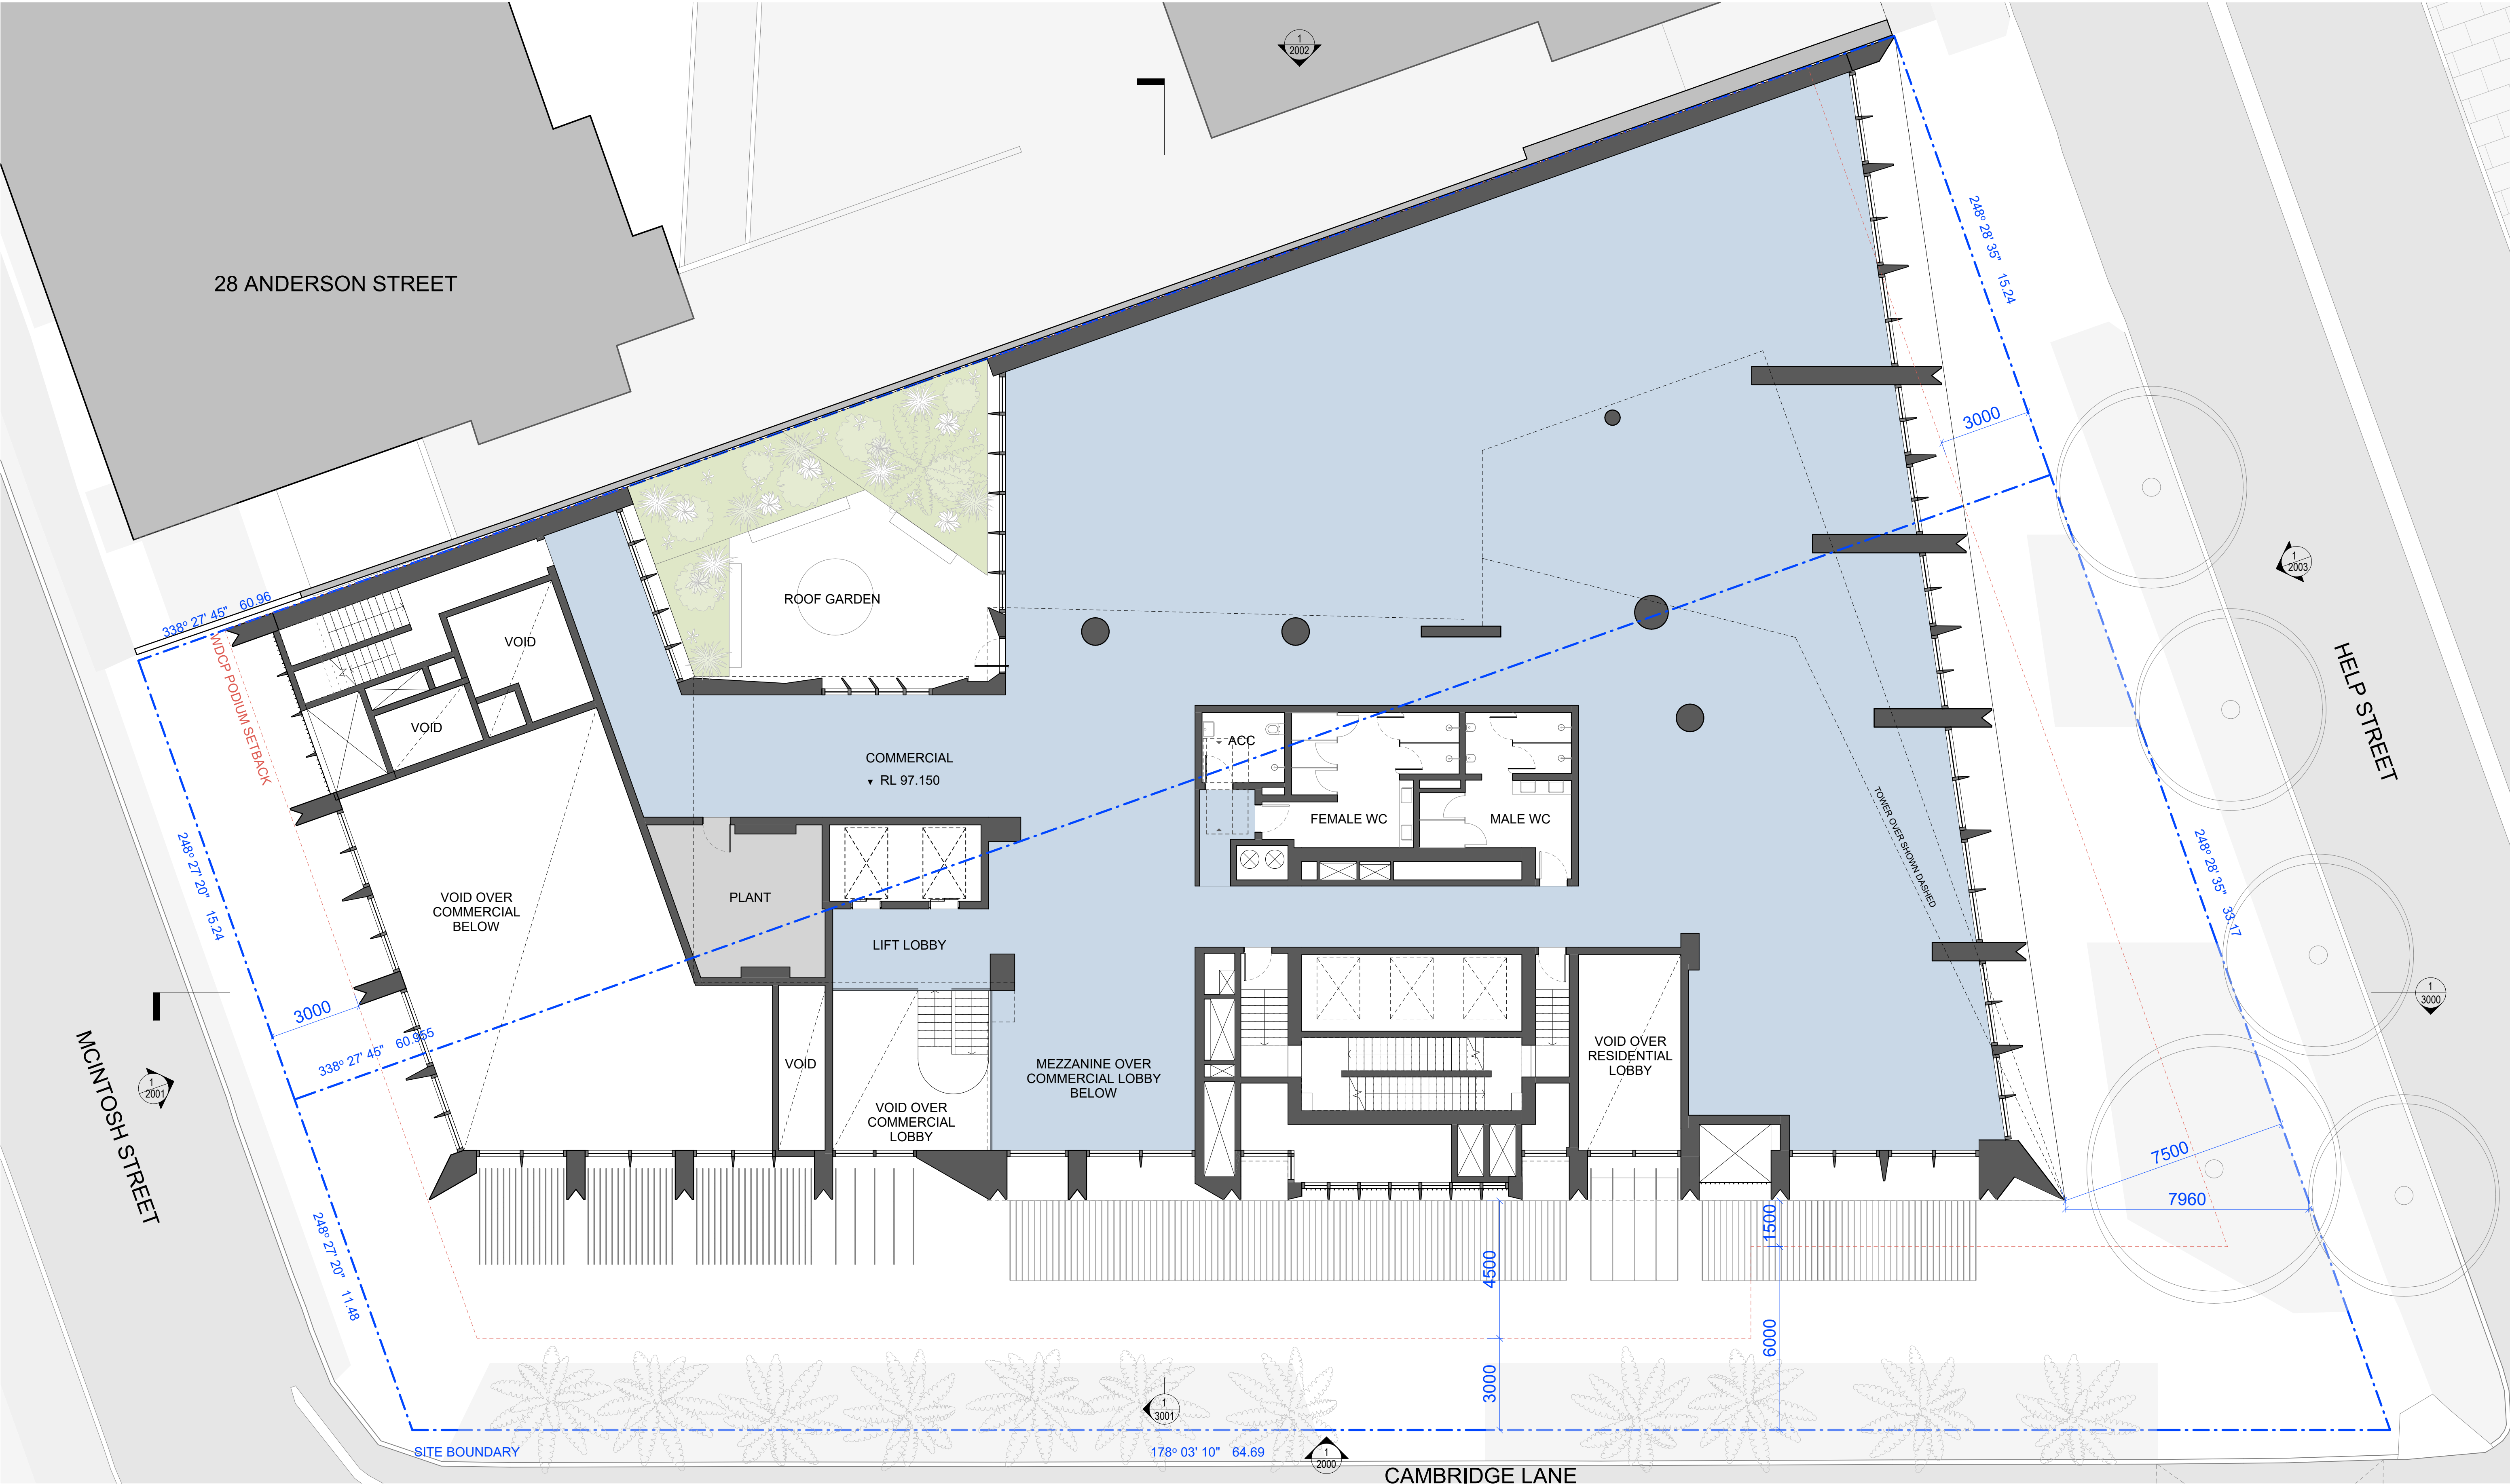 1
2002
28 ANDERSON STREET
248° 28' 35"   15.24
3000
338° 27' 45"   60.96
WDCP PODIUM SETBACK
VOID
VOID
ROOF GARDEN
1
2003
HELP STREET
COMMERCIAL
▼ RL 97.150
ACC
FEMALE WC
MALE WC
TOWER OVER SHOWN DASHED
248° 28' 35"   33.17
248° 27' 20"   15.24
VOID OVER
COMMERCIAL
BELOW
PLANT
LIFT LOBBY
1
3000
3000
338° 27' 45"   60.955
MCINTOSH STREET
1
2001
VOID
VOID OVER
COMMERCIAL
LOBBY
MEZZANINE OVER
COMMERCIAL LOBBY
BELOW
VOID OVER
RESIDENTIAL
LOBBY
7500
7960
1500
4500
248° 27' 20"   11.48
6000
3000
1
3001
SITE BOUNDARY
178° 03' 10"   64.69
1
2000
CAMBRIDGE LANE